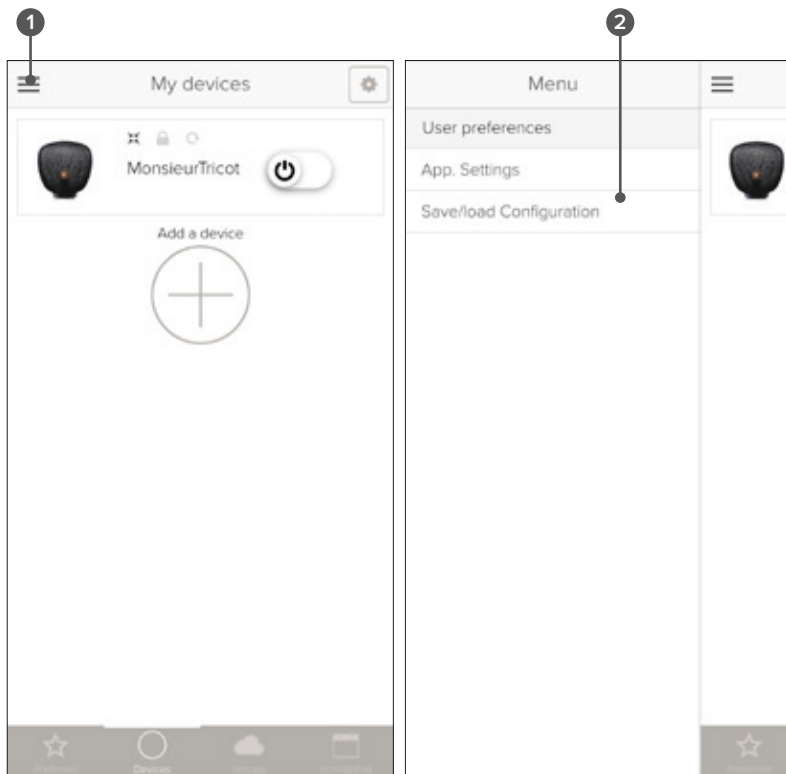 1
2
My devices
MonsieurTricot
Add a device
Devices
Menu
User preferences
App. Settings
Save/load Configuration